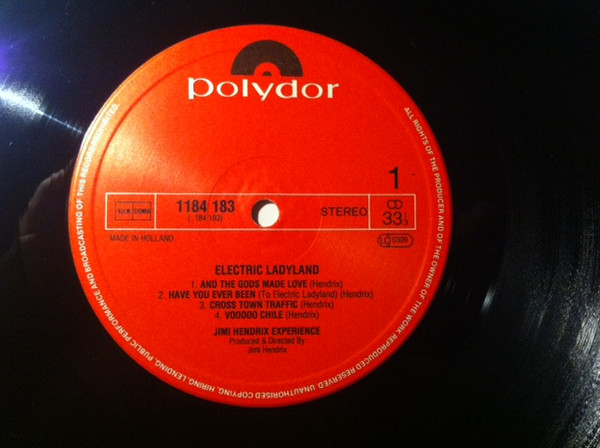 polydor
1
1184 183
(184 183)
STEREO
33⅓
MADE IN HOLLAND
LC 0309
ELECTRIC LADYLAND
1. AND THE GODS MADE LOVE (Hendrix)
2. HAVE YOU EVER BEEN (To Electric Ladyland) (Hendrix)
3. CROSS TOWN TRAFFIC (Hendrix)
4. VOODOO CHILE (Hendrix)
JIMI HENDRIX EXPERIENCE
Produced & Directed By
Jimi Hendrix
ALL RIGHTS OF THE PRODUCER AND OF THE OWNER OF THE WORK REPRODUCED RESERVED UNAUTHORISED COPYING, HIRING, LENDING, PUBLIC PERFORMANCE AND BROADCASTING OF THIS RECORD PROHIBITED.